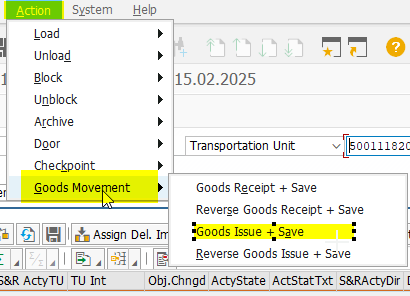 Action System Help
Load
Unload
Block
Unblock
Archive
Door
Checkpoint
Goods Movement
15.02.2025
Transportation Unit 500111820
Goods Receipt + Save
Reverse Goods Receipt + Save
Goods Issue + Save
Reverse Goods Issue + Save
Assign Del. Im
S&R ActyTU TU Int Obj.Chngd ActyState ActStatTxt S&RActyDir